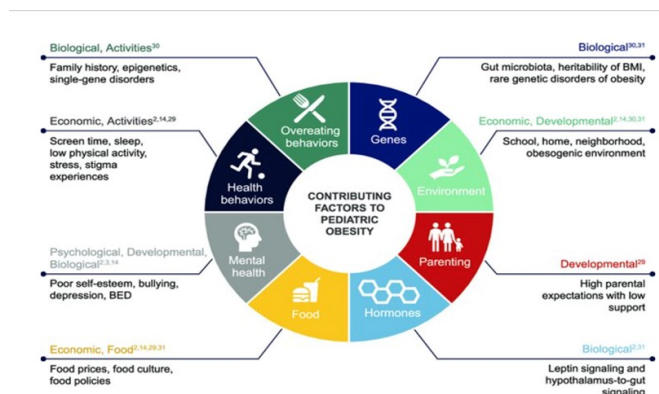 Biological, Activities30
Family history, epigenetics,
single-gene disorders
Economic, Activities2,14,29
Screen time, sleep,
low physical activity,
stress, stigma
experiences
Psychological, Developmental,
Biological2,3,14
Poor self-esteem, bullying,
depression, BED
Economic, Food2,14,29,31
Food prices, food culture,
food policies
Overeating
behaviors
Genes
Health
behaviors
Environment
CONTRIBUTING
FACTORS TO
PEDIATRIC
OBESITY
Mental
health
Parenting
Food
Hormones
Biological30,31
Gut microbiota, heritability of BMI,
rare genetic disorders of obesity
Economic, Developmental2,14,30,31
School, home, neighborhood,
obesogenic environment
Developmental29
High parental
expectations with low
support
Biological2,31
Leptin signaling and
hypothalamus-to-gut
signaling